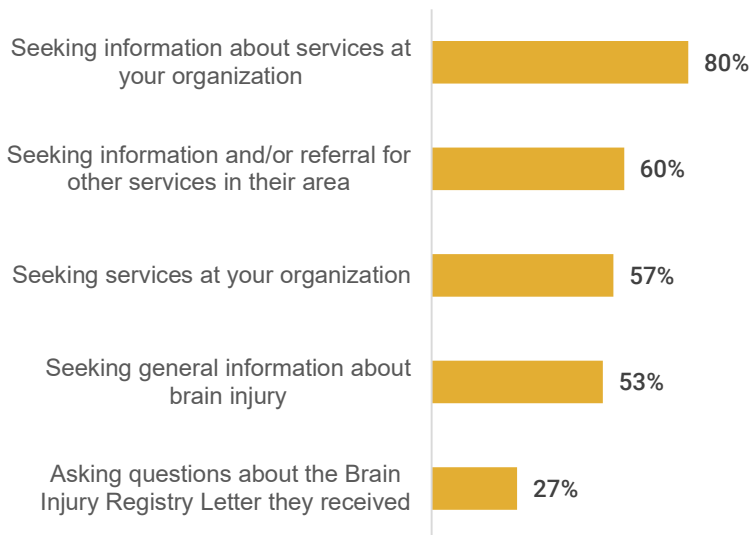 Seeking information about services at
your organization
80%
Seeking information and/or referral for
other services in their area
60%
Seeking services at your organization
57%
Seeking general information about
brain injury
53%
Asking questions about the Brain
Injury Registry Letter they received
27%